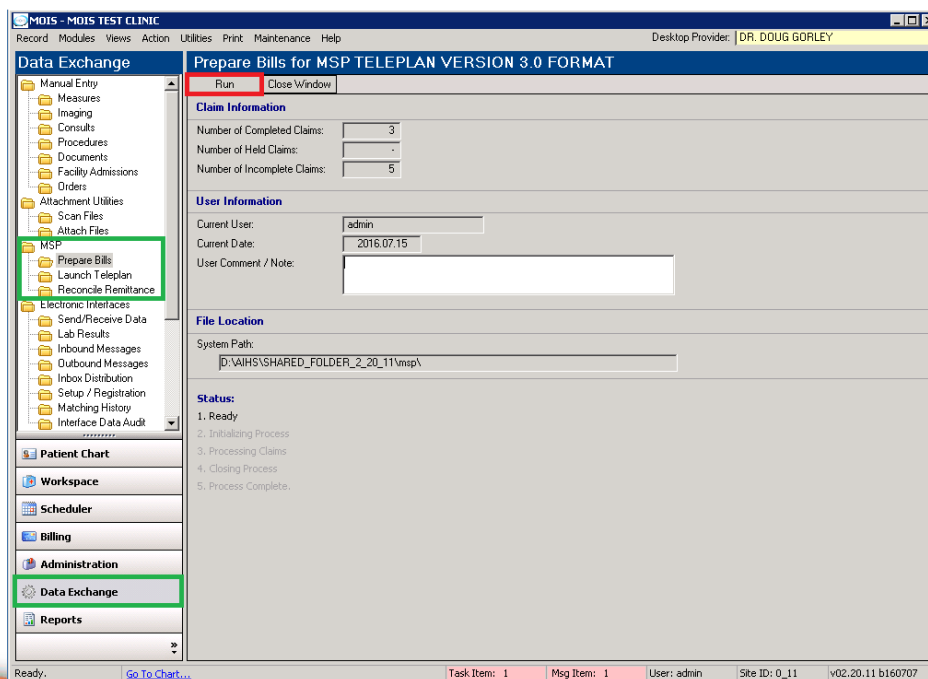 MOIS - MOIS TEST CLINIC
Record Modules Views Action Utilities Print Maintenance Help
Desktop Provider: DR. DOUG GORLEY
Data Exchange
Manual Entry
Measures
Imaging
Consults
Procedures
Documents
Facility Admissions
Orders
Attachment Utilities
Scan Files
Attach Files
MSP
Prepare Bills
Launch Teleplan
Reconcile Remittance
Electronic Interfaces
Send/Receive Data
Lab Results
Inbound Messages
Outbound Messages
Inbox Distribution
Setup / Registration
Matching History
Interface Data Audit
Patient Chart
Workspace
Scheduler
Billing
Administration
Data Exchange
Reports
Prepare Bills for MSP TELEPLAN VERSION 3.0 FORMAT
Run Close Window
Claim Information
Number of Completed Claims: 3
Number of Held Claims: -
Number of Incomplete Claims: 5
User Information
Current User: admin
Current Date: 2016.07.15
User Comment / Note:
File Location
System Path:
D:\AIHS\SHARED_FOLDER_2_20_11\msp\
Status:
1. Ready
2. Initializing Process
3. Processing Claims
4. Closing Process
5. Process Complete.
Ready. Go To Chart... Task Item: 1 Msg Item: 1 User: admin Site ID: 0_11 v02.20.11 b160707